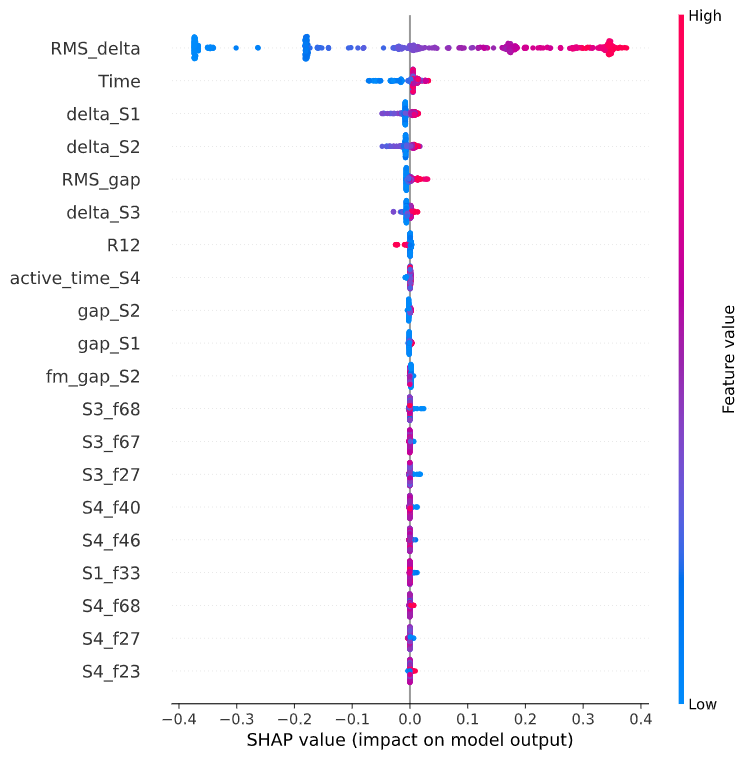 High
RMS_delta
Time
delta_S1
delta_S2
RMS_gap
delta_S3
R12
active_time_S4
gap_S2
gap_S1
fm_gap_S2
S3_f68
S3_f67
S3_f27
S4_f40
S4_f46
S1_f33
S4_f68
S4_f27
S4_f23
Feature value
Low
−0.4 −0.3 −0.2 −0.1 0.0 0.1 0.2 0.3 0.4
SHAP value (impact on model output)